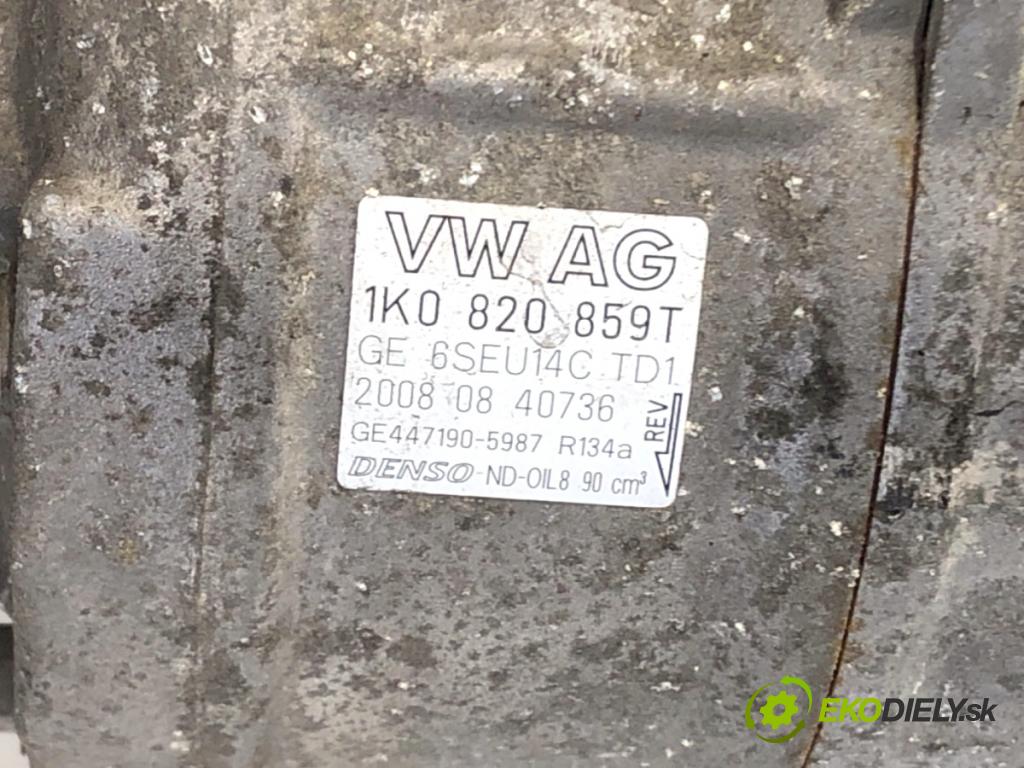 VW AG
1K0 820 859T
GE 6SEU14C TD1
2008 08 40736
GE447190-5987 R134a
REV.
DENSO ND-OIL8 90 cm³
EKODIELY.sk